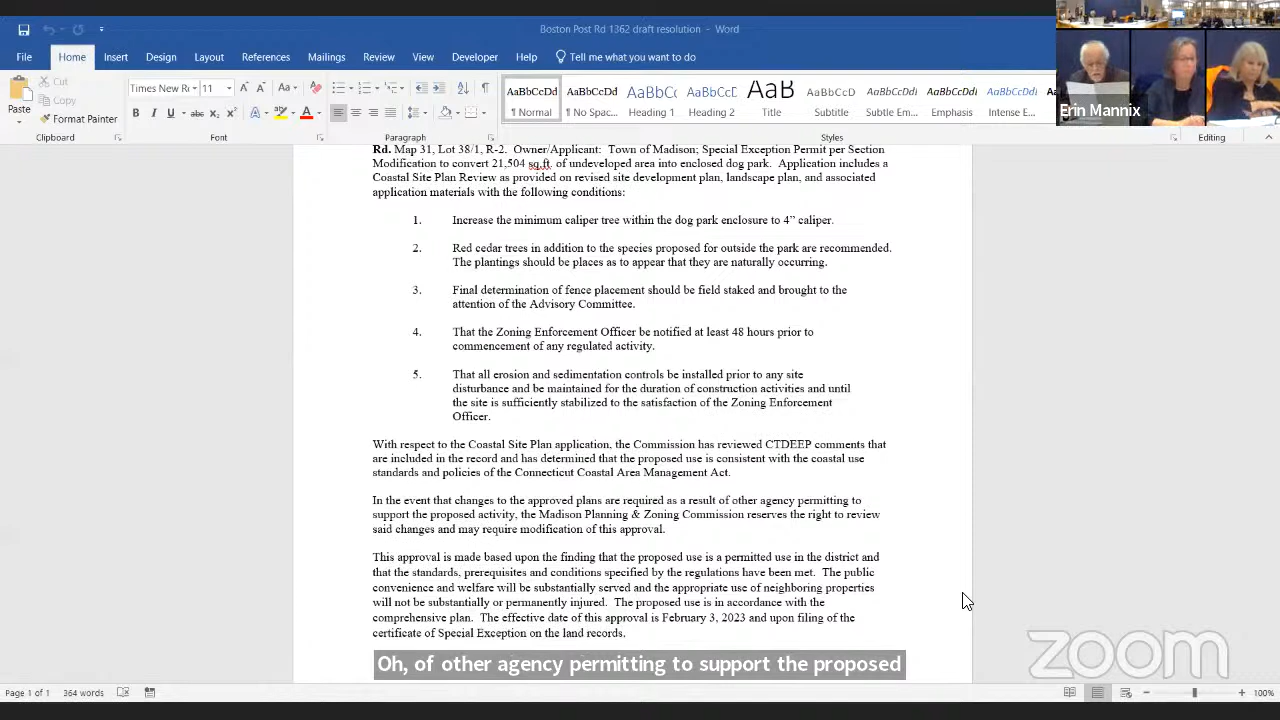 Boston Post Rd 1362 draft resolution - Word
File Home Insert Design Layout References Mailings Review View Developer Help Tell me what you want to do
Erin Mannix
Paste
Cut
Copy
Format Painter
Clipboard
Times New Ro 11
Font
Paragraph
AaBbCcDd AaBbCcDd AaBbCc AaBbCcD AaB AaBbCcD AaBbCcDd AaBbCcDd AaBbCcDd
¶ Normal ¶ No Spac... Heading 1 Heading 2 Title Subtitle Subtle Em... Emphasis Intense E...
Styles
Editing
Rd. Map 31, Lot 38/1, R-2. Owner/Applicant: Town of Madison; Special Exception Permit per Section
Modification to convert 21,504 sq.ft. of undeveloped area into enclosed dog park. Application includes a
Coastal Site Plan Review as provided on revised site development plan, landscape plan, and associated
application materials with the following conditions:
1. Increase the minimum caliper tree within the dog park enclosure to 4” caliper.
2. Red cedar trees in addition to the species proposed for outside the park are recommended.
The plantings should be places as to appear that they are naturally occurring.
3. Final determination of fence placement should be field staked and brought to the
attention of the Advisory Committee.
4. That the Zoning Enforcement Officer be notified at least 48 hours prior to
commencement of any regulated activity.
5. That all erosion and sedimentation controls be installed prior to any site
disturbance and be maintained for the duration of construction activities and until
the site is sufficiently stabilized to the satisfaction of the Zoning Enforcement
Officer.
With respect to the Coastal Site Plan application, the Commission has reviewed CTDEEP comments that
are included in the record and has determined that the proposed use is consistent with the coastal use
standards and policies of the Connecticut Coastal Area Management Act.
In the event that changes to the approved plans are required as a result of other agency permitting to
support the proposed activity, the Madison Planning & Zoning Commission reserves the right to review
said changes and may require modification of this approval.
This approval is made based upon the finding that the proposed use is a permitted use in the district and
that the standards, prerequisites and conditions specified by the regulations have been met. The public
convenience and welfare will be substantially served and the appropriate use of neighboring properties
will not be substantially or permanently injured. The proposed use is in accordance with the
comprehensive plan. The effective date of this approval is February 3, 2023 and upon filing of the
certificate of Special Exception on the land records.
Oh, of other agency permitting to support the proposed
zoom
Page 1 of 1 364 words 100%